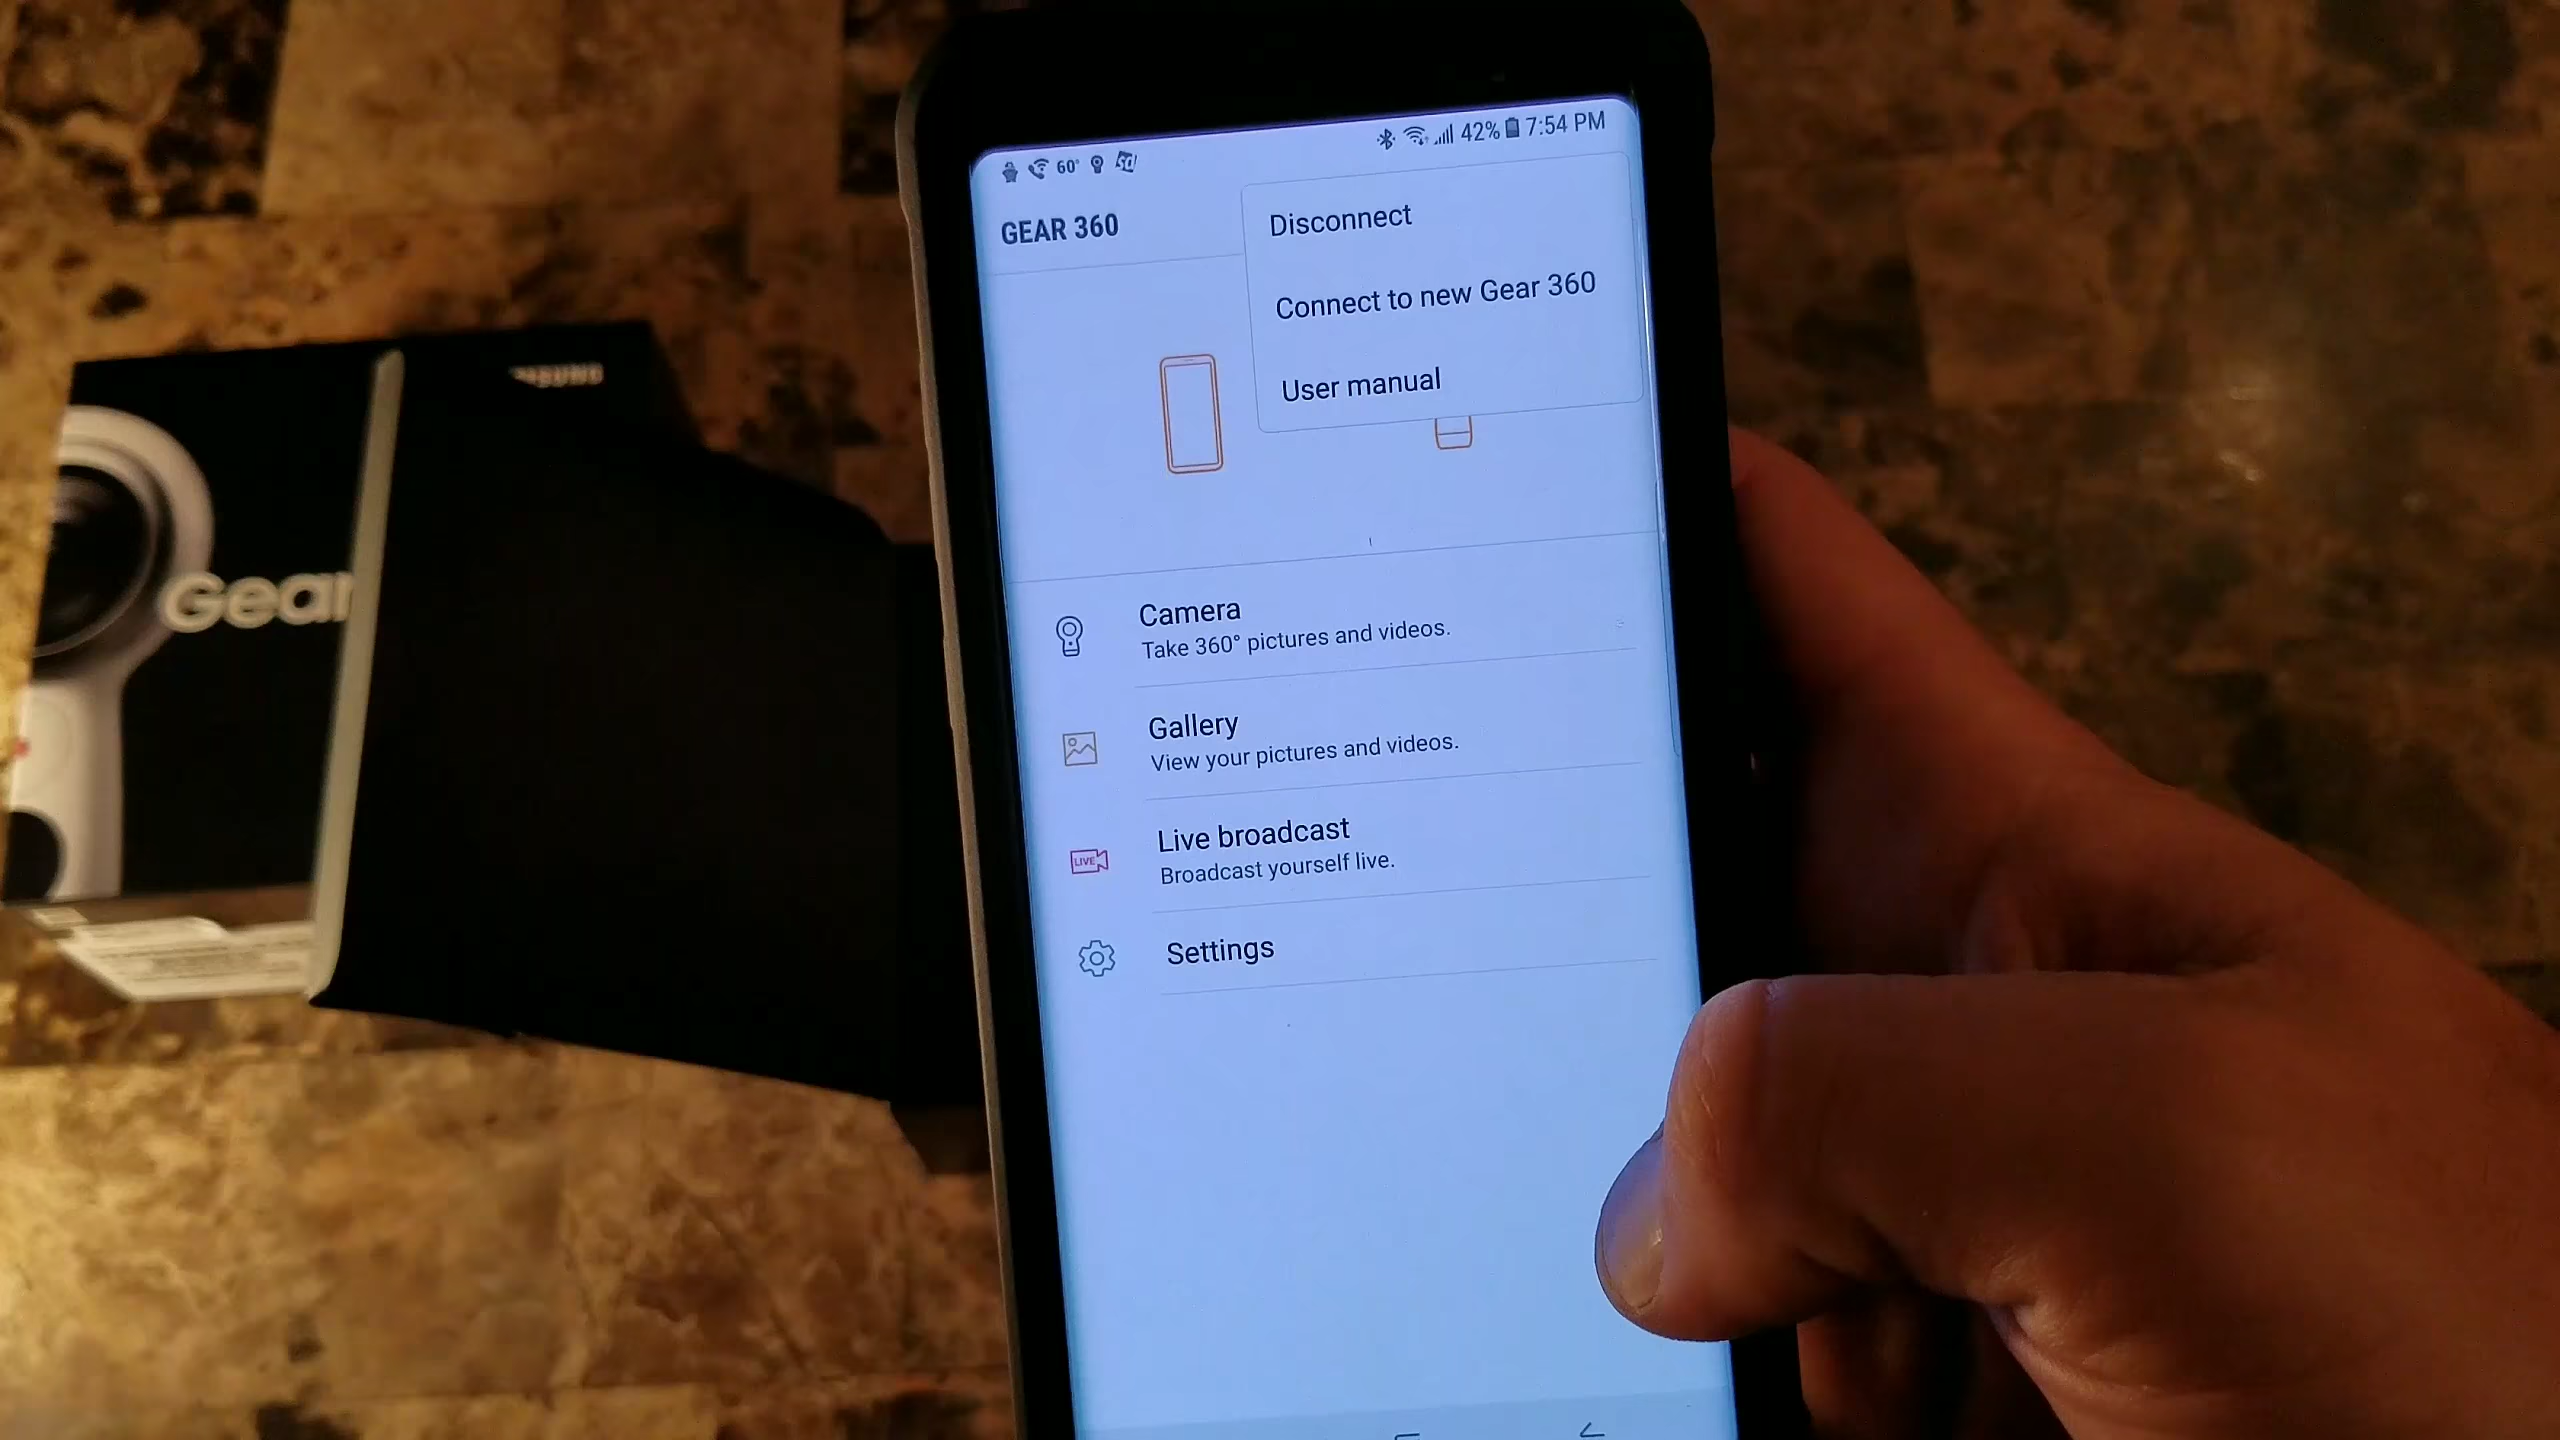 60°
42% 7:54 PM
GEAR 360
Disconnect
Connect to new Gear 360
User manual
Camera
Take 360° pictures and videos.
Gallery
View your pictures and videos.
LIVE
Live broadcast
Broadcast yourself live.
Settings
Gear